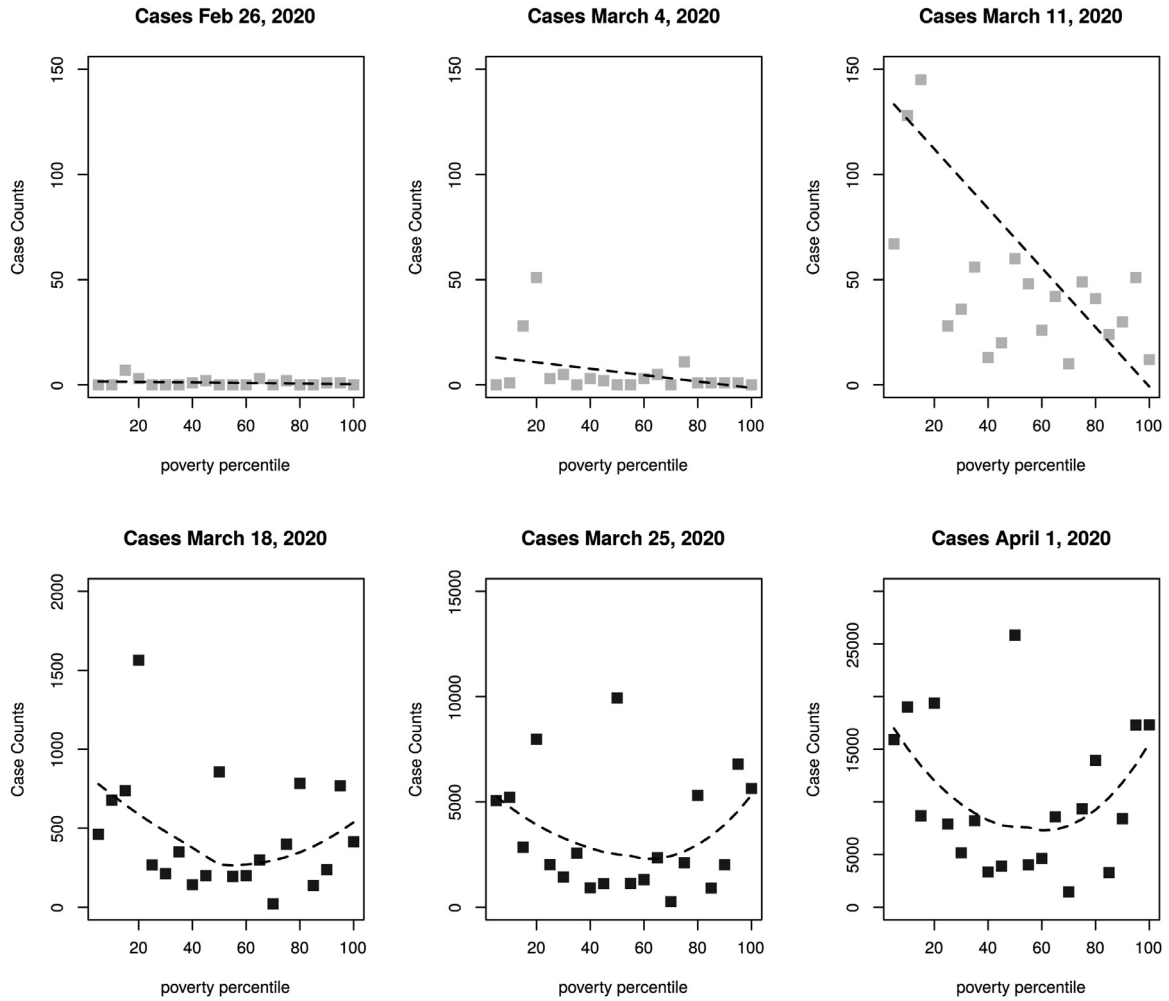 Cases Feb 26, 2020
Case Counts
0 50 100 150
20 40 60 80 100
poverty percentile
Cases March 4, 2020
Case Counts
0 50 100 150
20 40 60 80 100
poverty percentile
Cases March 11, 2020
Case Counts
0 50 100 150
20 40 60 80 100
poverty percentile
Cases March 18, 2020
Case Counts
0 500 1000 1500 2000
20 40 60 80 100
poverty percentile
Cases March 25, 2020
Case Counts
0 5000 10000 15000
20 40 60 80 100
poverty percentile
Cases April 1, 2020
Case Counts
0 5000 15000 25000
20 40 60 80 100
poverty percentile